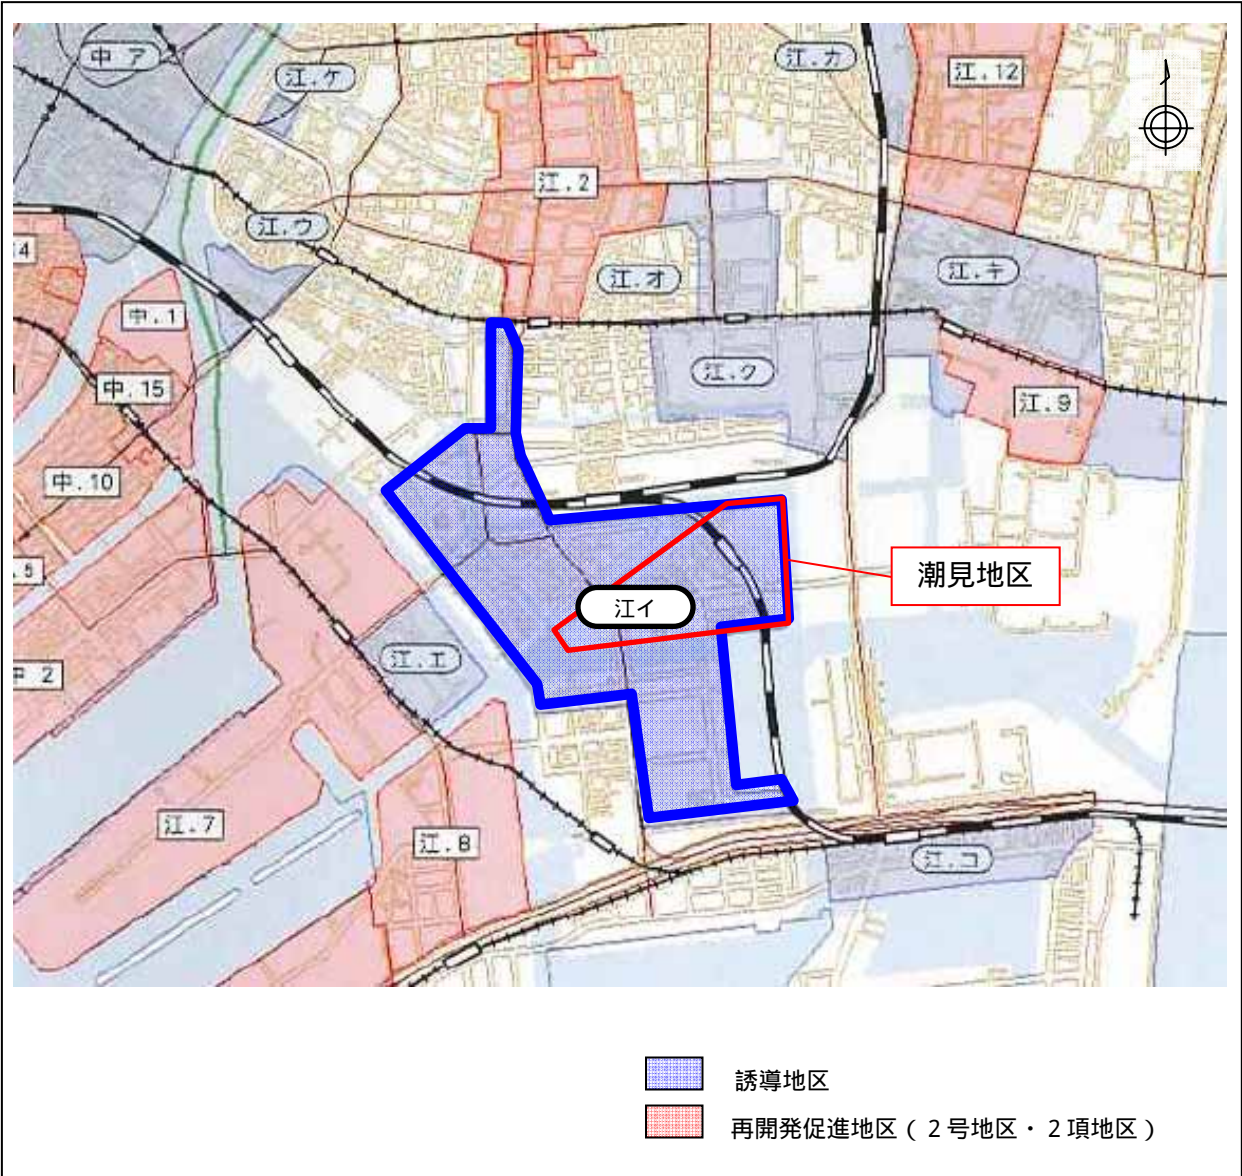 中.ア
江.ケ
江.カ
江.12
江.2
江.ウ
江.オ
江.キ
中.1
江.ク
中.15
江.9
中.10
潮見地区
江イ
江.エ
江.7
江.8
江.コ
誘導地区
再開発促進地区（２号地区・２項地区）